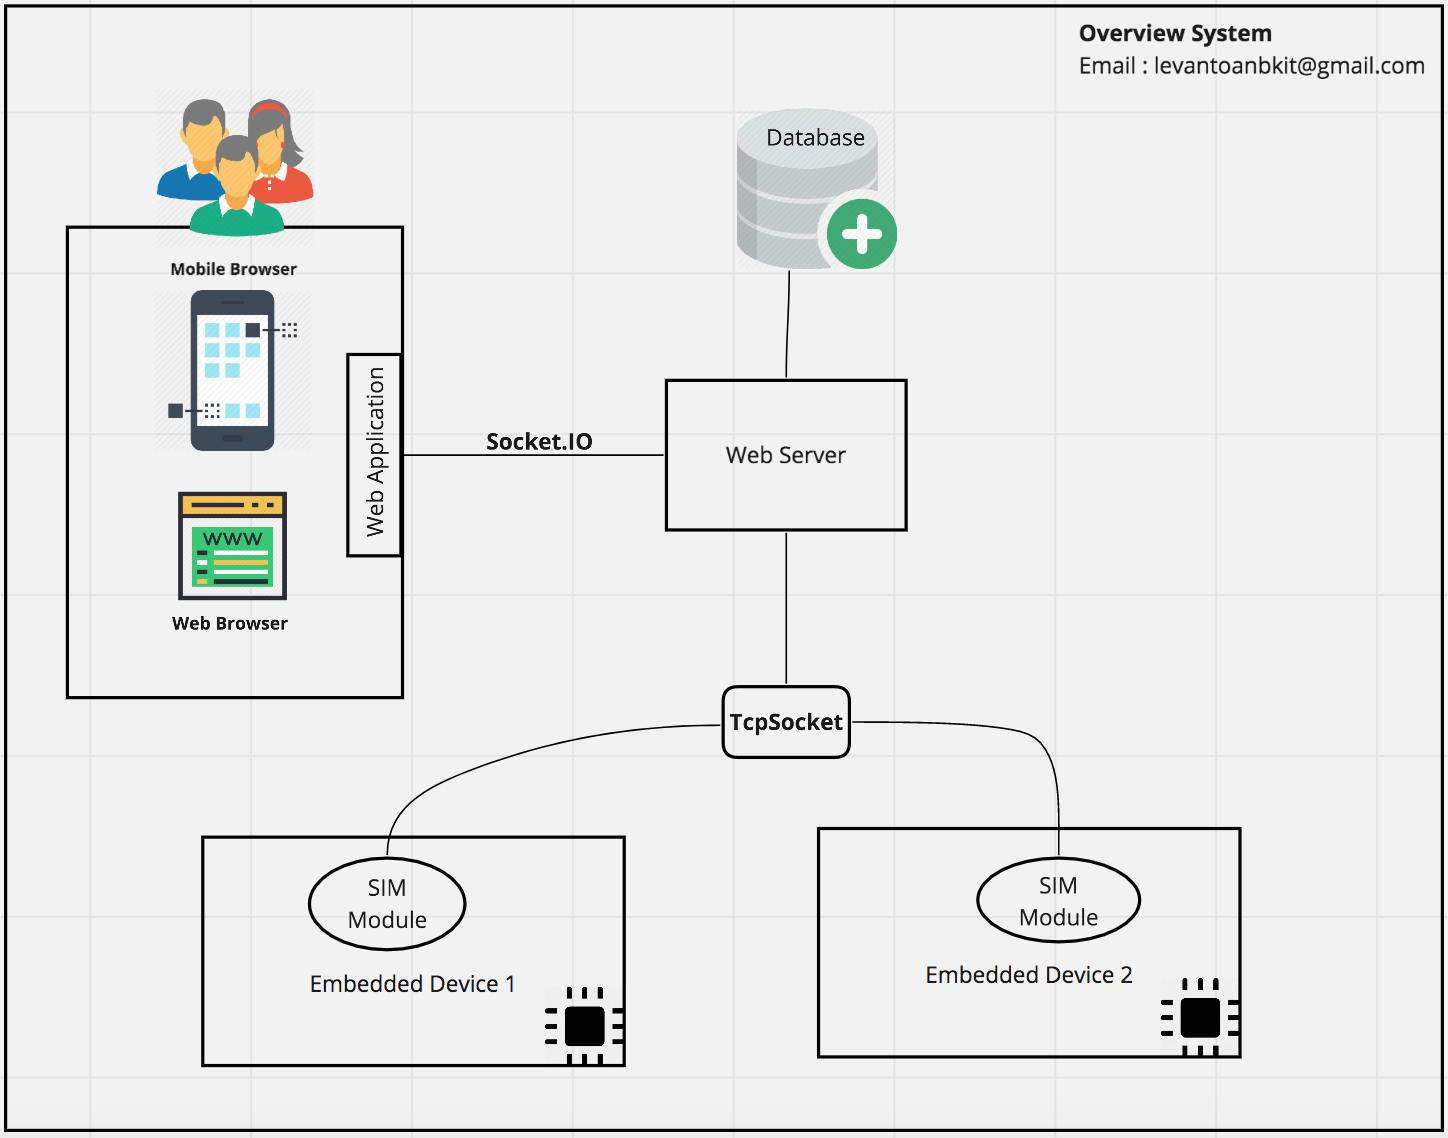 Overview System
Email : levantoanbkit@gmail.com
Database
Mobile Browser
Web Application
Socket.IO
Web Server
WWW
Web Browser
TcpSocket
SIM
Module
Embedded Device 1
SIM
Module
Embedded Device 2